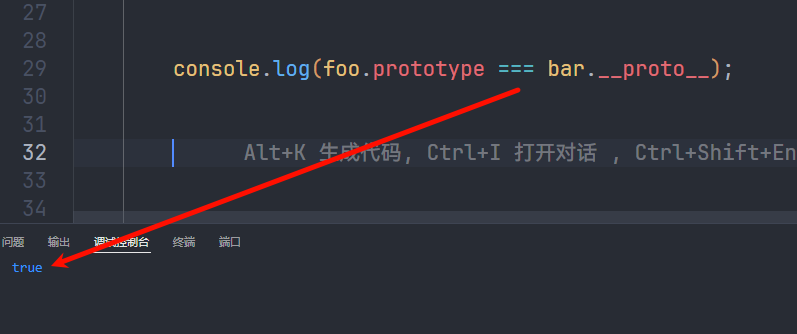 27
28
29 console.log(foo.prototype === bar.__proto__);
30
31
32 Alt+K 生成代码, Ctrl+I 打开对话 , Ctrl+Shift+En
33
34
问题 输出 调试控制台 终端 端口
true